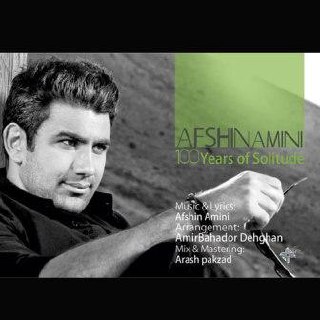 AFSHINAMINI
100 Years of Solitude
Music & Lyrics:
Afshin Amini
Arrangement:
AmirBahador Dehghan
Mix & Mastering:
Arash pakzad